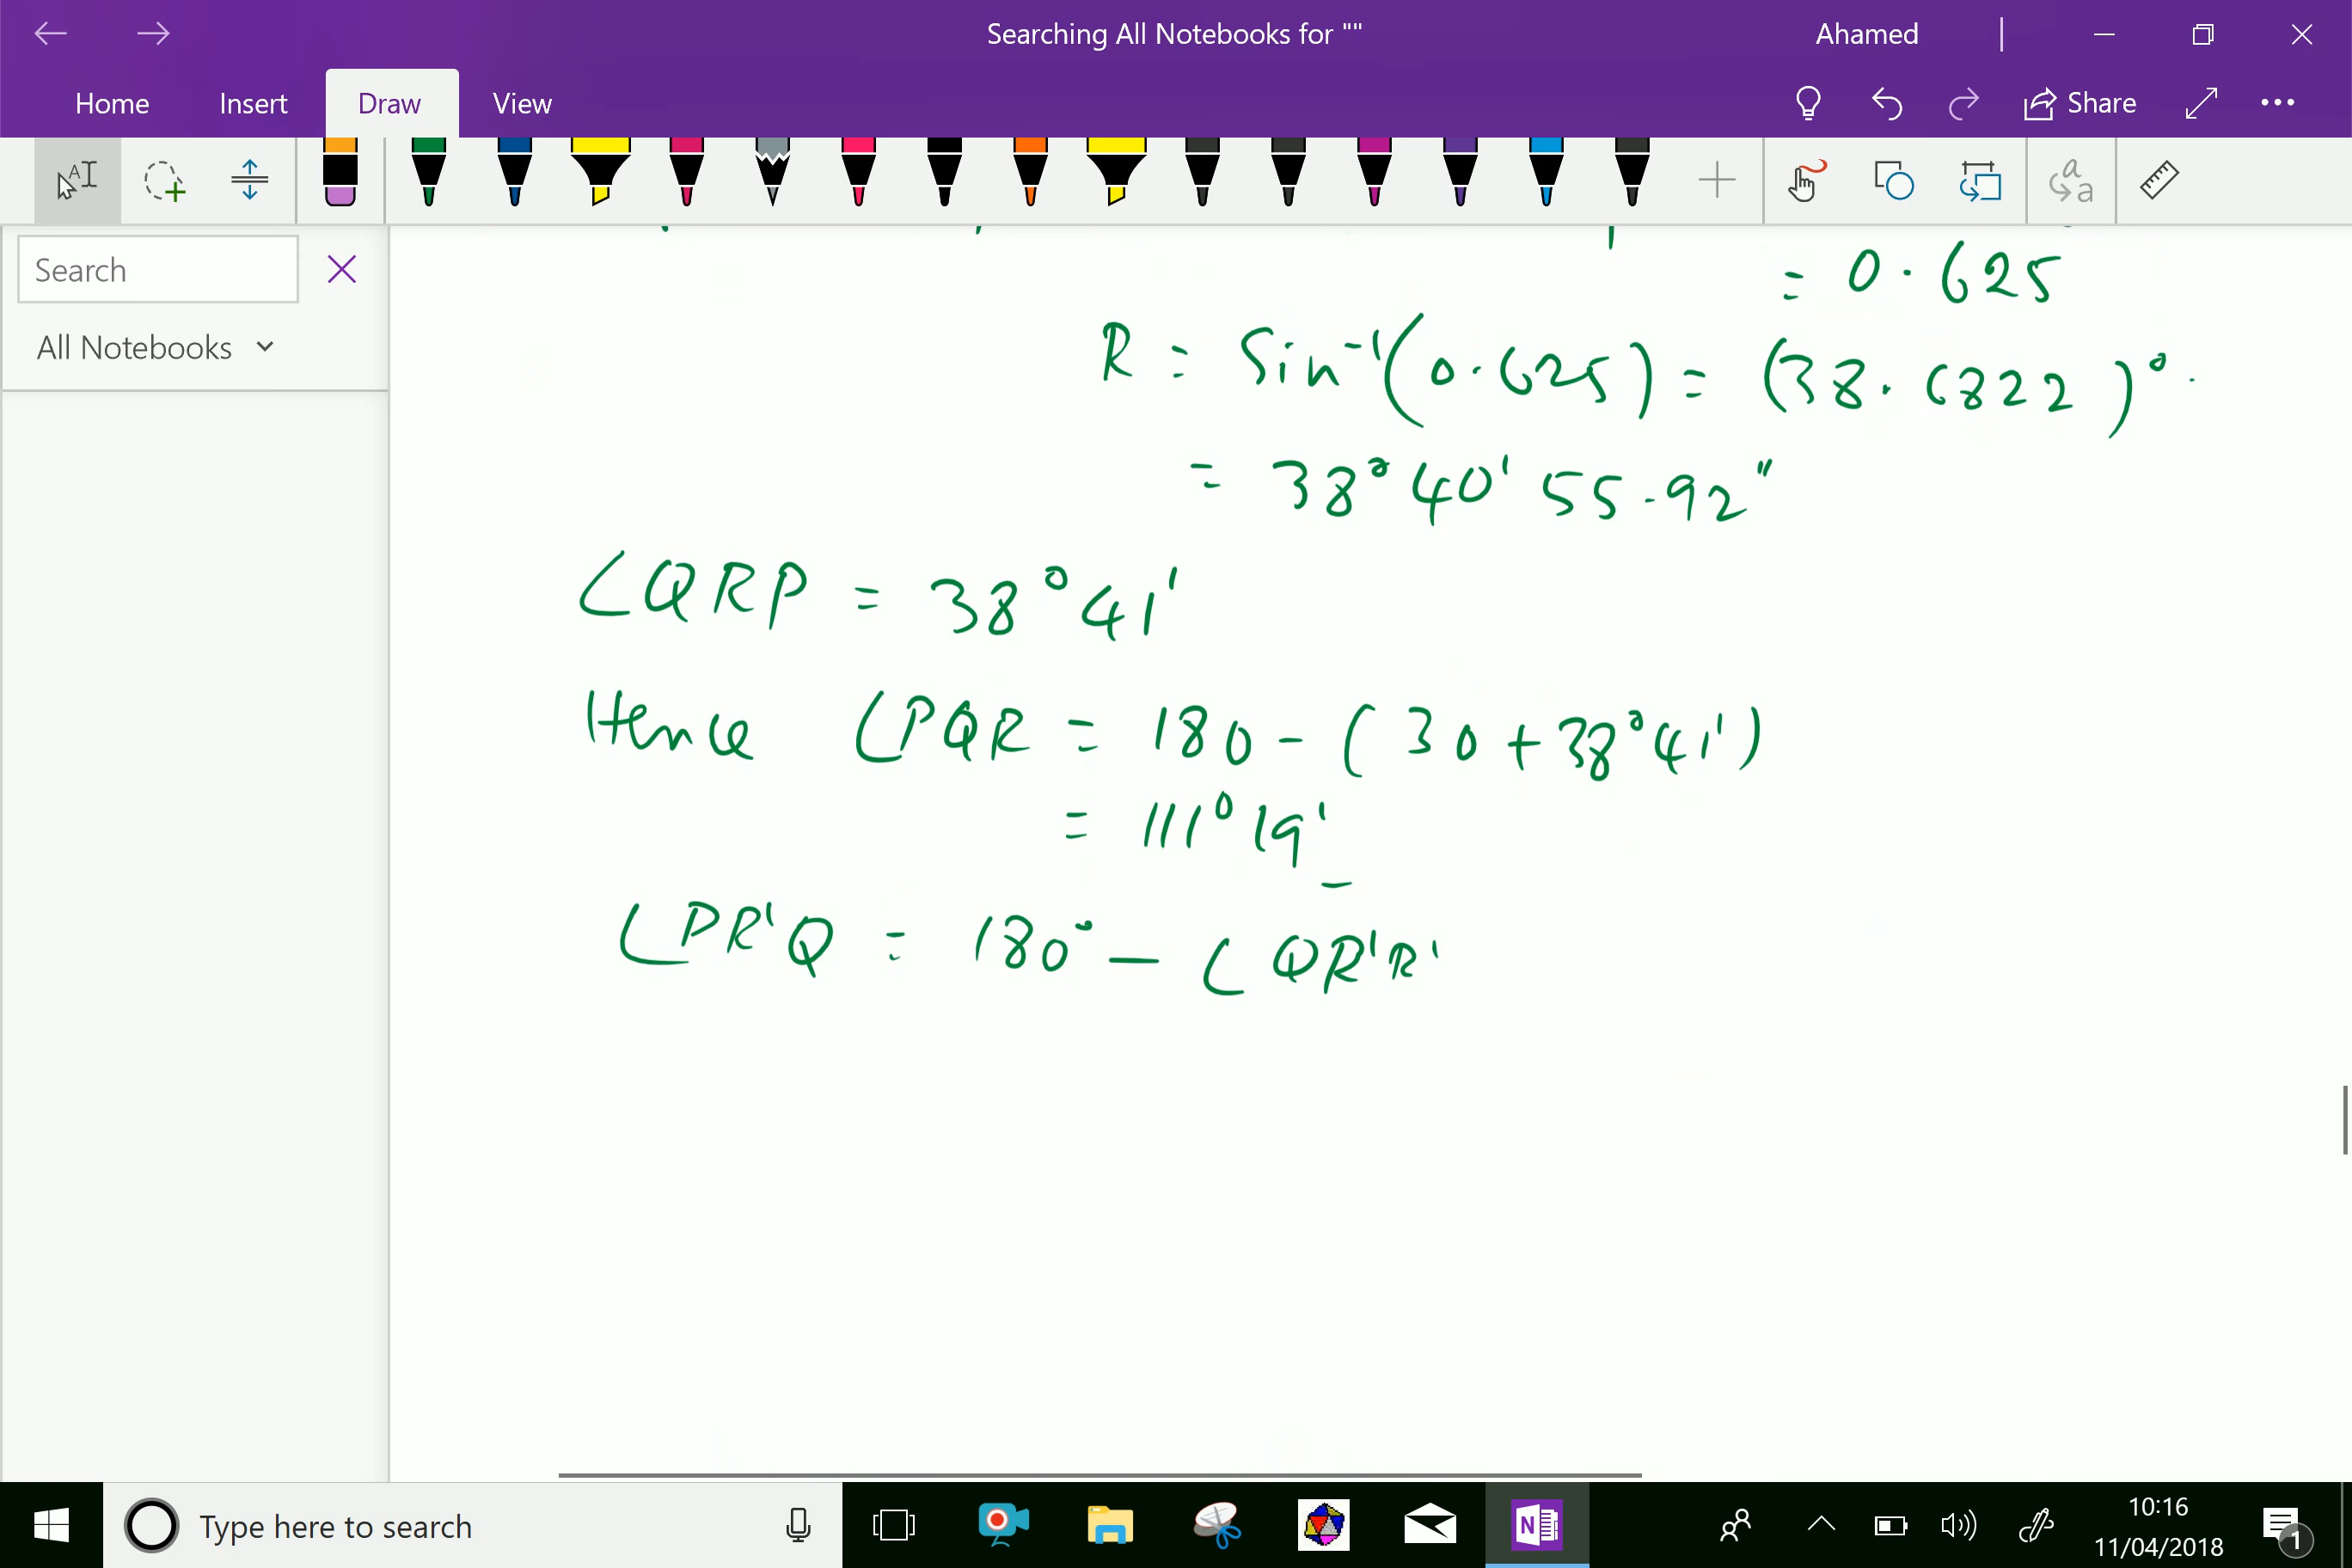 Searching All Notebooks for ""
Ahamed
Home Insert Draw View
Share
Search
All Notebooks
= 0.625
R = Sin⁻¹(0.625) = (38.6822)°.
= 38° 40' 55.92"
∠QRP = 38° 41'
Hence ∠PQR = 180 - (30 + 38° 41')
= 111° 19'
∠PR'Q = 180° - ∠QR'R'
Type here to search
N
10:16
11/04/2018
1